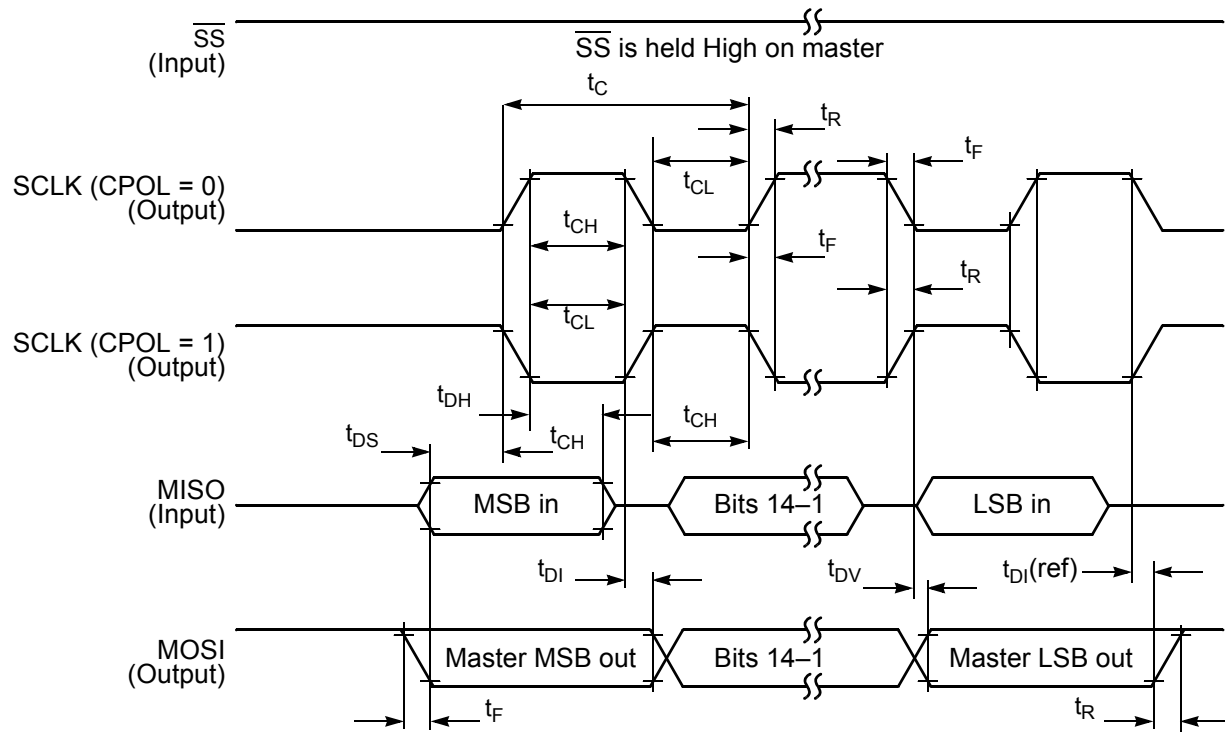 SS
(Input)
SS is held High on master
tC
tR
tF
SCLK (CPOL = 0)
(Output)
tCL
tCH
tF
tR
tCL
SCLK (CPOL = 1)
(Output)
tDH
tCH
tDS
tCH
MISO
(Input)
MSB in
Bits 14–1
LSB in
tDI
tDV
tDI(ref)
MOSI
(Output)
Master MSB out
Bits 14–1
Master LSB out
tF
tR